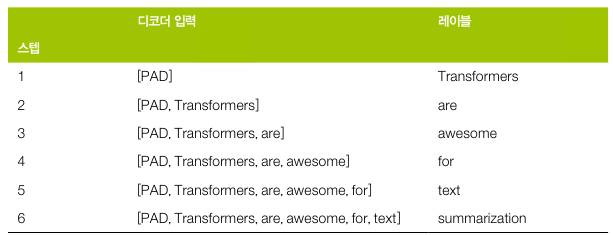 디코더 입력 레이블
스텝
1 [PAD] Transformers
2 [PAD, Transformers] are
3 [PAD, Transformers, are] awesome
4 [PAD, Transformers, are, awesome] for
5 [PAD, Transformers, are, awesome, for] text
6 [PAD, Transformers, are, awesome, for, text] summarization